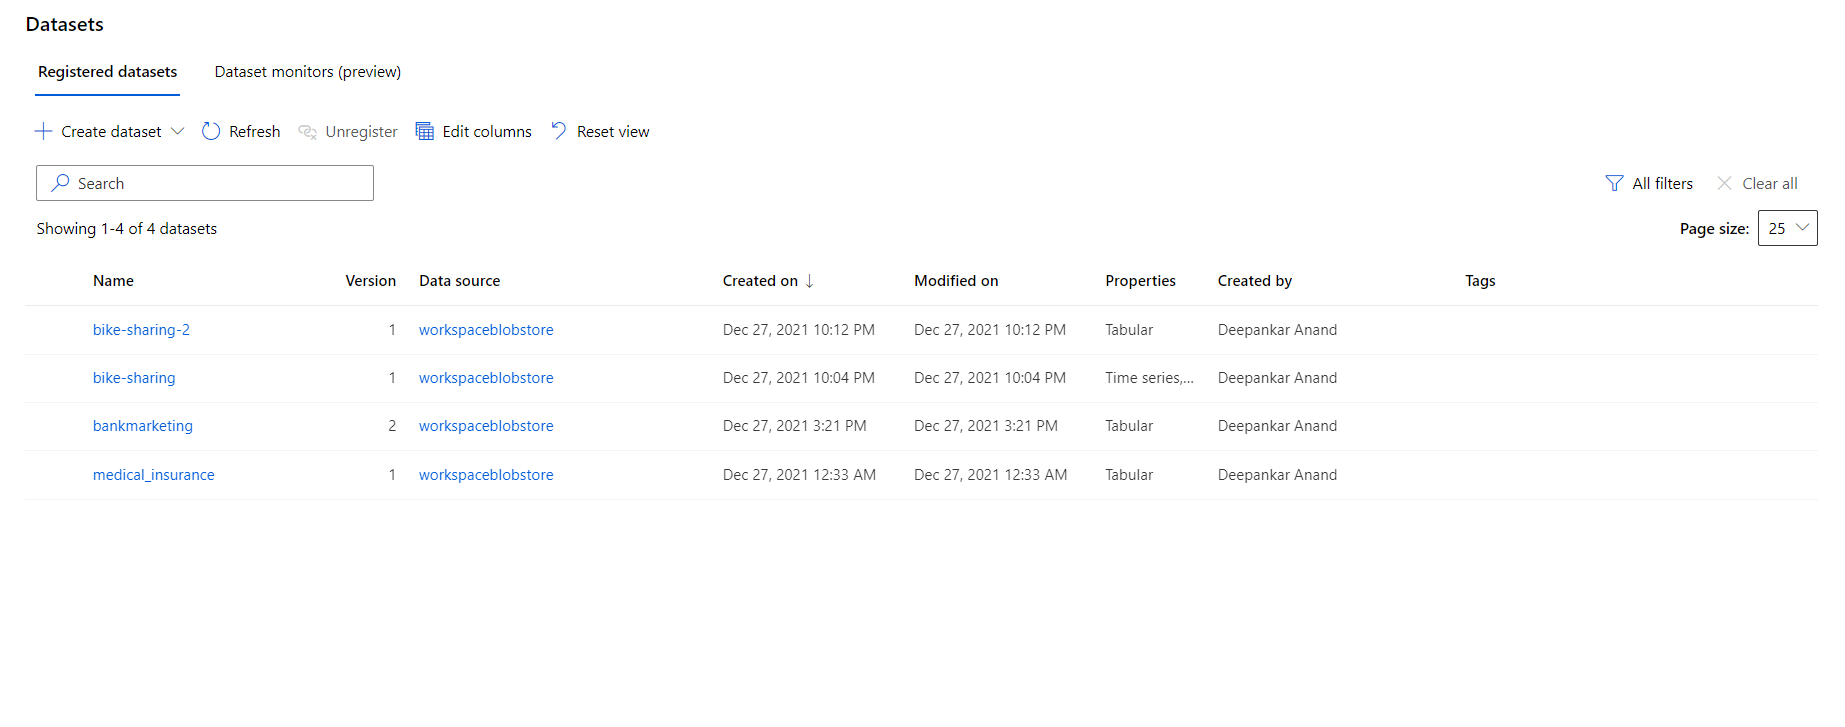 Datasets
Registered datasets Dataset monitors (preview)
Create dataset Refresh Unregister Edit columns Reset view
Search All filters Clear all
Showing 1-4 of 4 datasets Page size: 25
Name Version Data source Created on ↓ Modified on Properties Created by Tags
bike-sharing-2 1 workspaceblobstore Dec 27, 2021 10:12 PM Dec 27, 2021 10:12 PM Tabular Deepankar Anand
bike-sharing 1 workspaceblobstore Dec 27, 2021 10:04 PM Dec 27, 2021 10:04 PM Time series,... Deepankar Anand
bankmarketing 2 workspaceblobstore Dec 27, 2021 3:21 PM Dec 27, 2021 3:21 PM Tabular Deepankar Anand
medical_insurance 1 workspaceblobstore Dec 27, 2021 12:33 AM Dec 27, 2021 12:33 AM Tabular Deepankar Anand